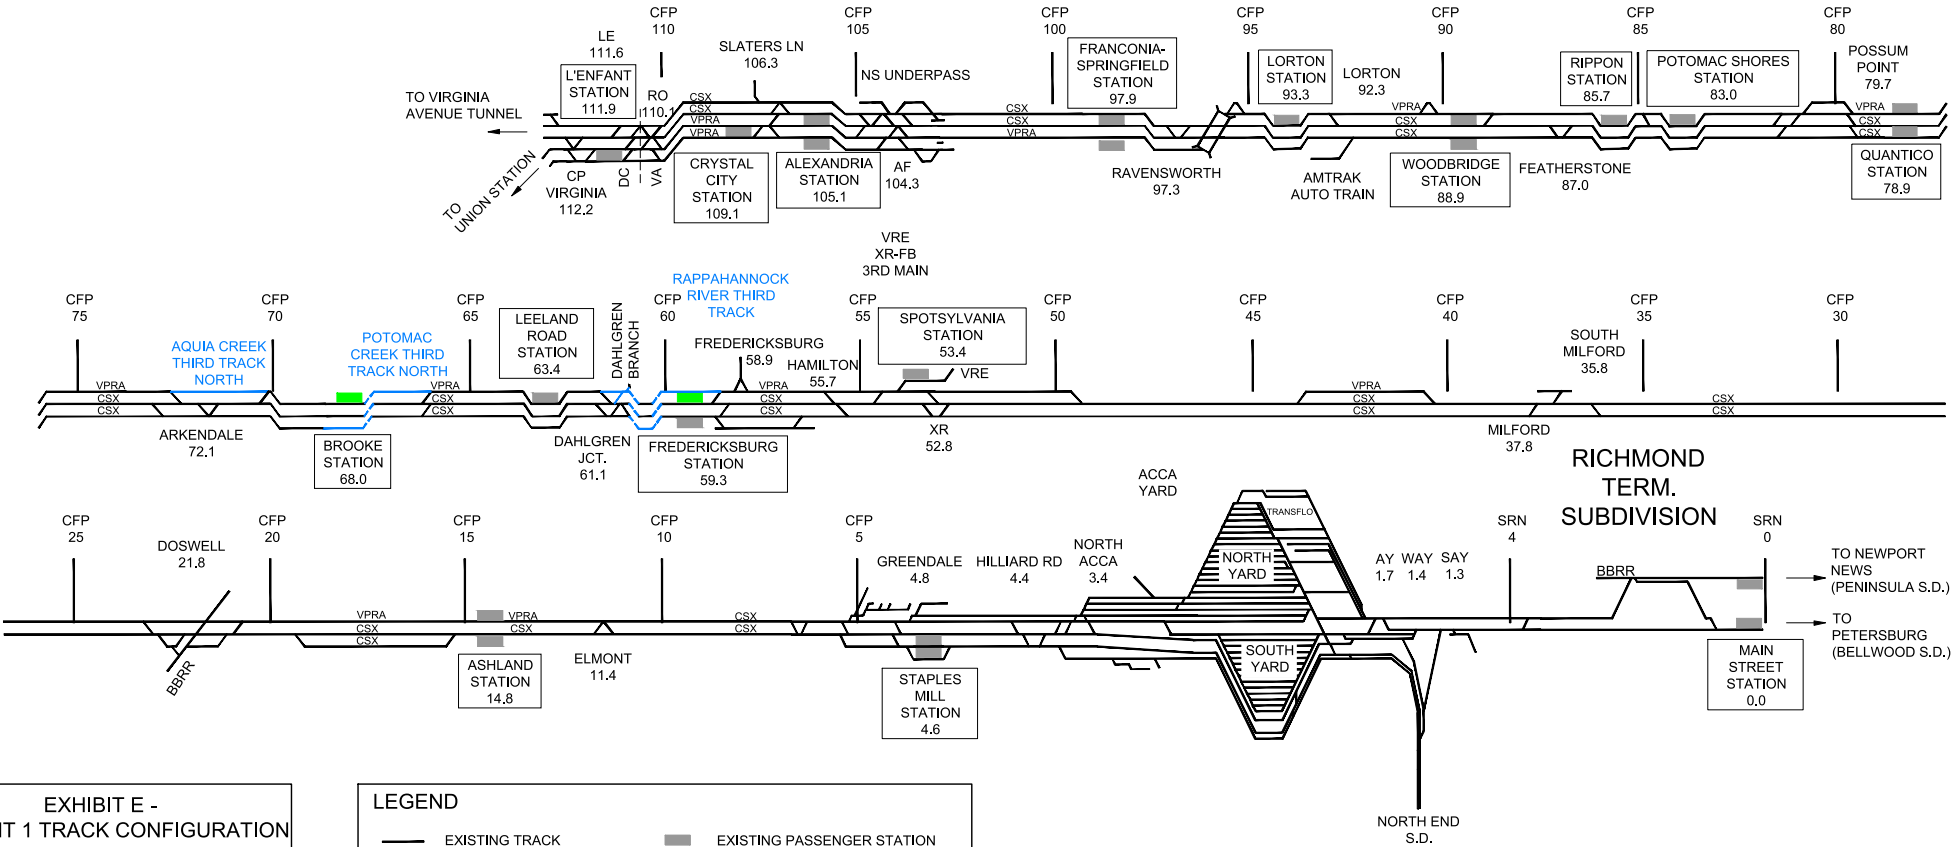 CFP
110
CFP
105
CFP
100
CFP
95
CFP
90
CFP
85
CFP
80
LE
111.6
L'ENFANT
STATION
111.9
RO
110.1
SLATERS LN
106.3
NS UNDERPASS
FRANCONIA-
SPRINGFIELD
STATION
97.9
LORTON
STATION
93.3
LORTON
92.3
RIPPON
STATION
85.7
POTOMAC SHORES
STATION
83.0
POSSUM
POINT
79.7
TO VIRGINIA
AVENUE TUNNEL
CSX
CSX
VPRA
VPRA
CSX
CSX
VPRA
VPRA
CSX
CSX
VPRA
CSX
CSX
TO
UNION STATION
CP
VIRGINIA
112.2
DC
VA
CRYSTAL
CITY
STATION
109.1
ALEXANDRIA
STATION
105.1
AF
104.3
RAVENSWORTH
97.3
AMTRAK
AUTO TRAIN
WOODBRIDGE
STATION
88.9
FEATHERSTONE
87.0
QUANTICO
STATION
78.9
VRE
XR-FB
3RD MAIN
CFP
75
CFP
70
CFP
65
CFP
60
CFP
55
CFP
50
CFP
45
CFP
40
CFP
35
CFP
30
AQUIA CREEK
THIRD TRACK
NORTH
POTOMAC
CREEK THIRD
TRACK NORTH
LEELAND
ROAD
STATION
63.4
DAHLGREN
BRANCH
RAPPAHANNOCK
RIVER THIRD
TRACK
FREDERICKSBURG
58.9
HAMILTON
55.7
SPOTSYLVANIA
STATION
53.4
VRE
SOUTH
MILFORD
35.8
VPRA
CSX
CSX
VPRA
CSX
CSX
VPRA
CSX
CSX
VPRA
CSX
CSX
CSX
CSX
ARKENDALE
72.1
BROOKE
STATION
68.0
DAHLGREN
JCT.
61.1
FREDERICKSBURG
STATION
59.3
XR
52.8
MILFORD
37.8
RICHMOND
TERM.
SUBDIVISION
CFP
25
CFP
20
CFP
15
CFP
10
CFP
5
DOSWELL
21.8
GREENDALE
4.8
HILLIARD RD
4.4
NORTH
ACCA
3.4
ACCA
YARD
TRANSFLO
NORTH
YARD
SOUTH
YARD
AY
1.7
WAY
1.4
SAY
1.3
SRN
4
SRN
0
BBRR
TO NEWPORT
NEWS
(PENINSULA S.D.)
TO
PETERSBURG
(BELLWOOD S.D.)
VPRA
CSX
CSX
VPRA
CSX
CSX
CSX
BBRR
ASHLAND
STATION
14.8
ELMONT
11.4
STAPLES
MILL
STATION
4.6
MAIN
STREET
STATION
0.0
NORTH END
S.D.
EXHIBIT E -
IT 1 TRACK CONFIGURATION
LEGEND
EXISTING TRACK
EXISTING PASSENGER STATION